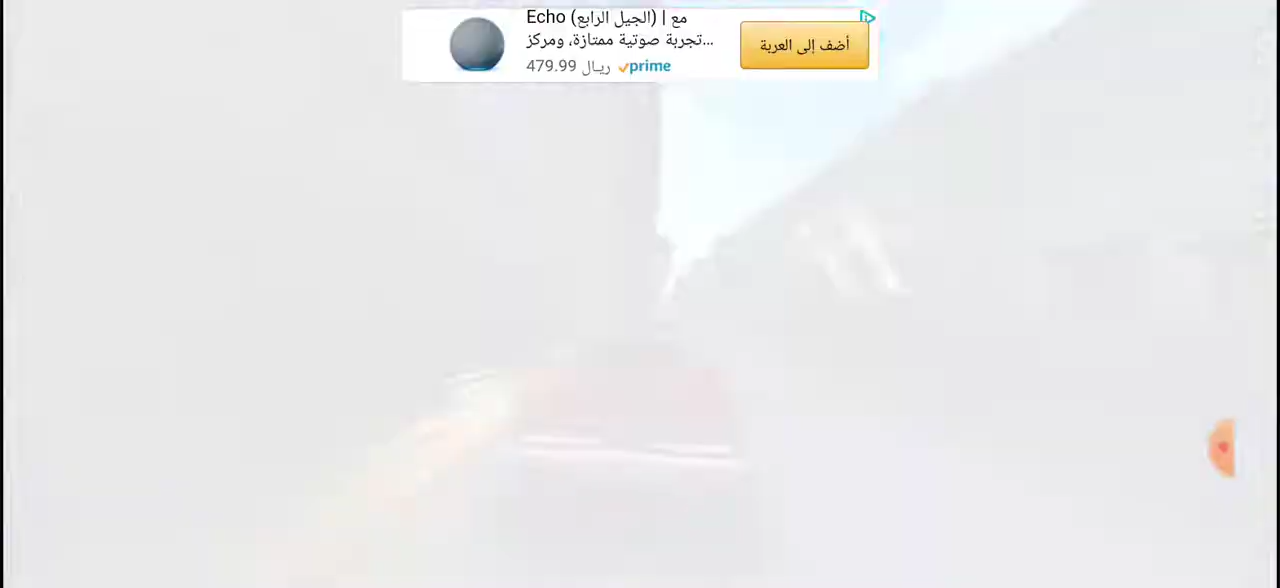 Echo (الجيل الرابع) | مع
تجربة صوتية ممتازة، ومركز...
479.99 ريال prime
أضف إلى العربة